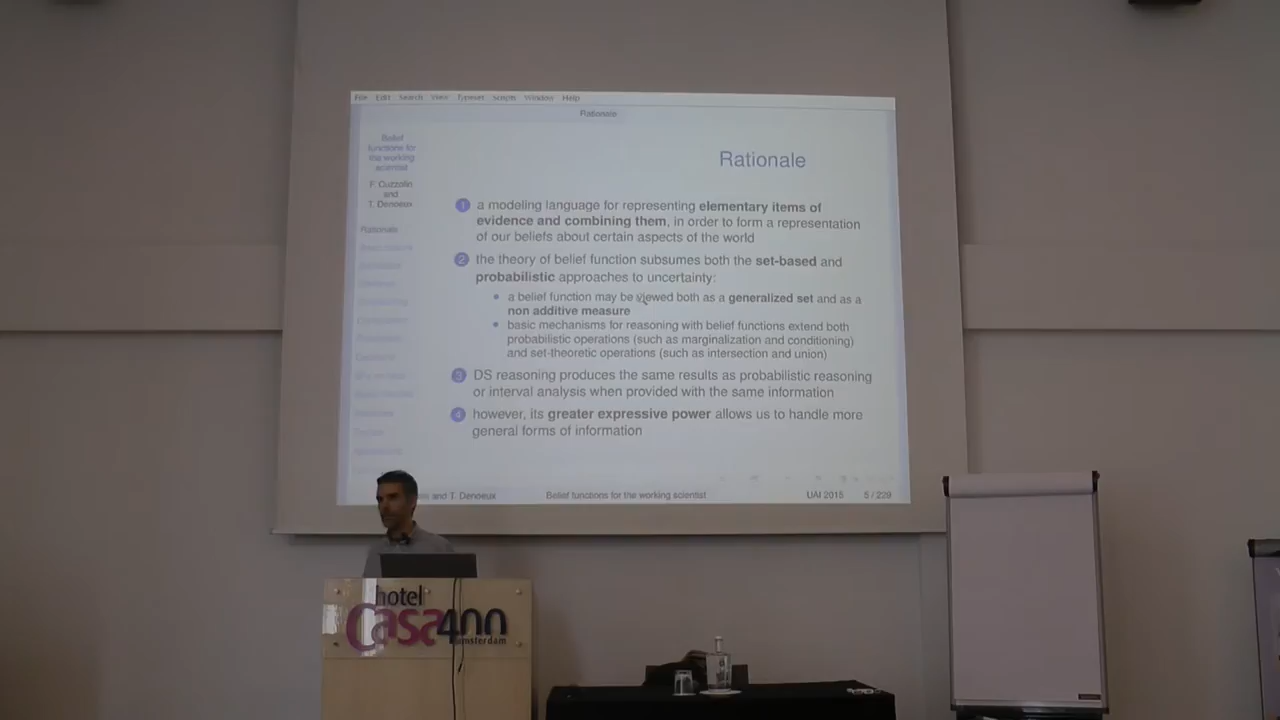 File Edit Search View Typeset Scripts Window Help
Rationale
Belief
functions for
the working
scientist
F. Cuzzolin
and
T. Denoeux
Rationale
Rationale
1 a modeling language for representing elementary items of
evidence and combining them, in order to form a representation
of our beliefs about certain aspects of the world
2 the theory of belief function subsumes both the set-based and
probabilistic approaches to uncertainty:
• a belief function may be viewed both as a generalized set and as a
non additive measure
• basic mechanisms for reasoning with belief functions extend both
probabilistic operations (such as marginalization and conditioning)
and set-theoretic operations (such as intersection and union)
3 DS reasoning produces the same results as probabilistic reasoning
or interval analysis when provided with the same information
4 however, its greater expressive power allows us to handle more
general forms of information
and T. Denoeux Belief functions for the working scientist UAI 2015 5 / 229
hotel
Casa400
amsterdam